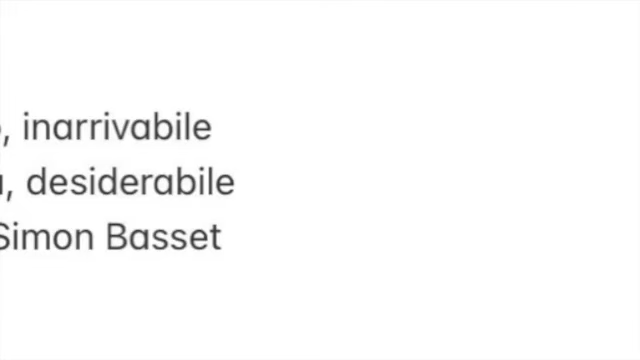 , inarrivabile
, desiderabile
Simon Basset